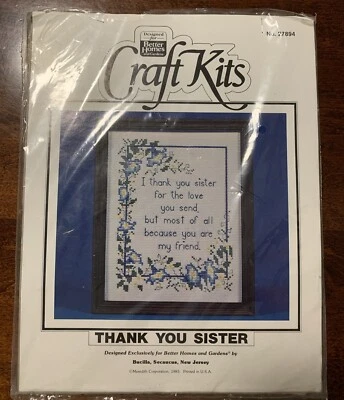 Designed
for
Better
Homes
and Gardens
No. 27894
Craft Kits
I thank you sister
for the love
you send,
but most of all
because you are
my friend.
THANK YOU SISTER
Designed Exclusively for Better Homes and Gardens® by
Bucilla, Secaucus, New Jersey
©Meredith Corporation, Printed in U.S.A.